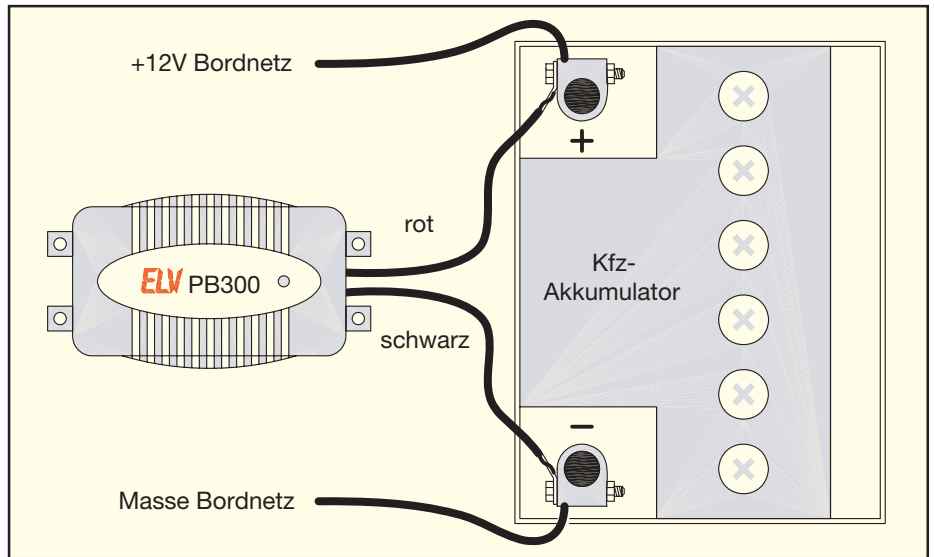 +12V Bordnetz
+
rot
ELV PB300
Kfz-
Akkumulator
schwarz
−
Masse Bordnetz